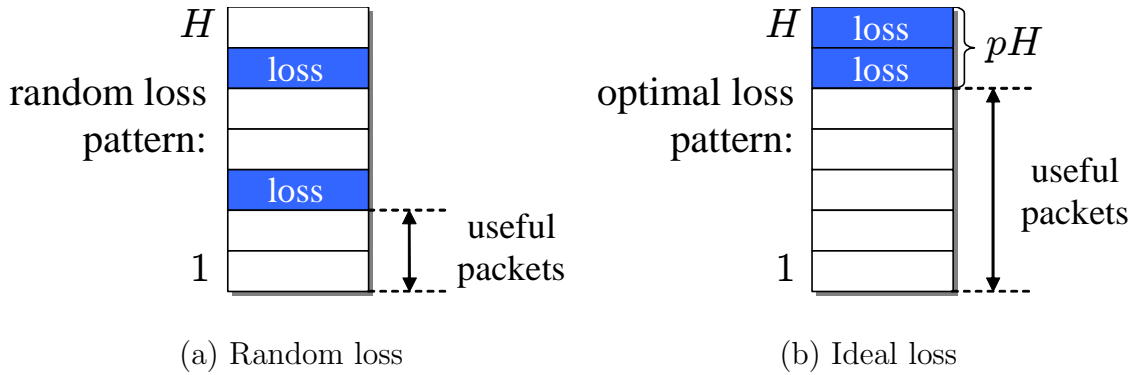 H
loss
random loss
pattern:
loss
useful
packets
1
(a) Random loss
H
loss
loss
pH
optimal loss
pattern:
useful
packets
1
(b) Ideal loss